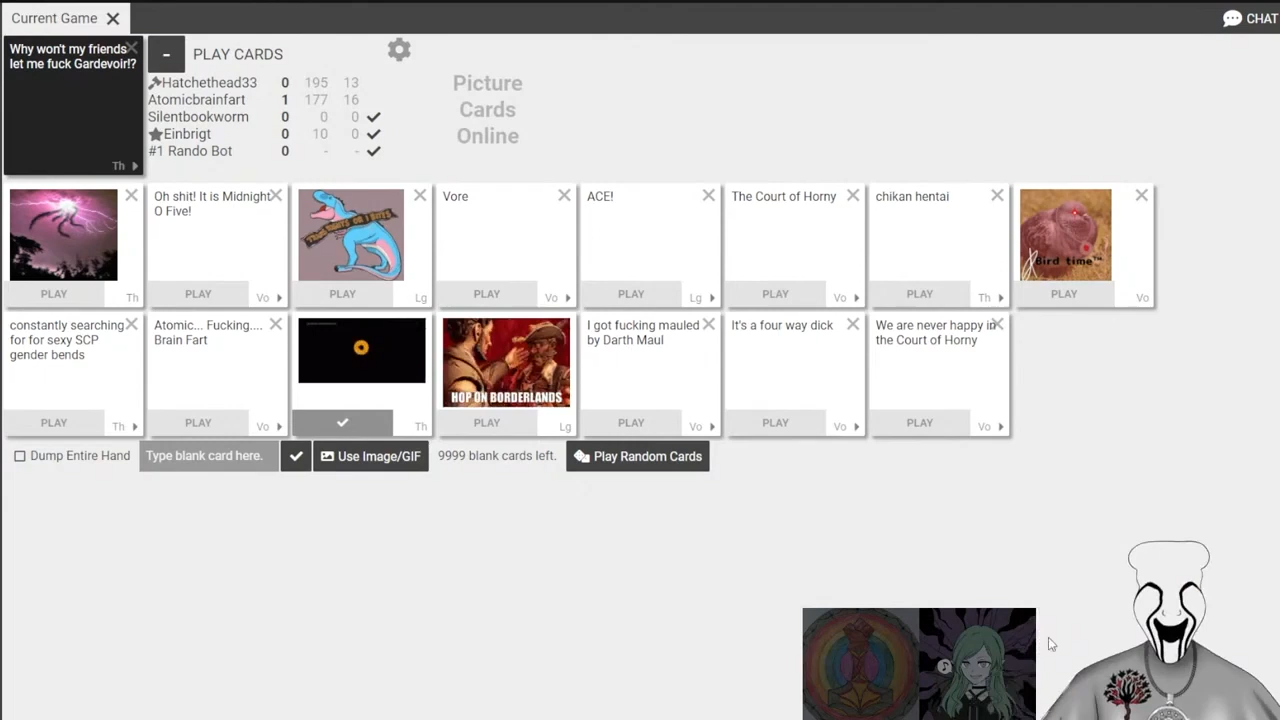 Current Game
CHAT
Why won't my friends
let me fuck Gardevoir!?
Th
-
PLAY CARDS
Hatchethead33 0 195 13
Atomicbrainfart 1 177 16
Silentbookworm 0 0 0
Einbrigt 0 10 0
#1 Rando Bot 0 - -
Picture
Cards
Online
PLAY Th
Oh shit! It is Midnight
O Five!
PLAY Vo
PLAY Lg
Vore
PLAY Vo
ACE!
PLAY Lg
The Court of Horny
PLAY Vo
chikan hentai
PLAY Th
Bird time™
PLAY Vo
constantly searching
for for sexy SCP
gender bends
PLAY Th
Atomic... Fucking....
Brain Fart
PLAY Vo
Th
HOP ON BORDERLANDS
PLAY Lg
I got fucking mauled
by Darth Maul
PLAY Vo
It's a four way dick
PLAY Vo
We are never happy in
the Court of Horny
PLAY Vo
Dump Entire Hand
Type blank card here.
Use Image/GIF
9999 blank cards left.
Play Random Cards